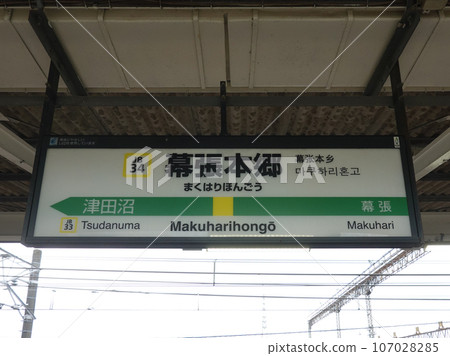 JB
34
幕張本郷
まくはりほんごう
幕張本乡
마쿠하리혼고
津田沼
幕張
JB
33
Tsudanuma
Makuharihongō
Makuhari
107028285